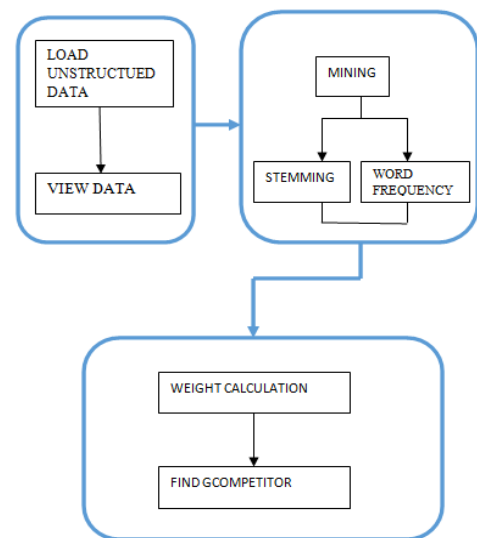 LOAD
UNSTRUCTUED
DATA
VIEW DATA
MINING
STEMMING
WORD
FREQUENCY
WEIGHT CALCULATION
FIND GCOMPETITOR